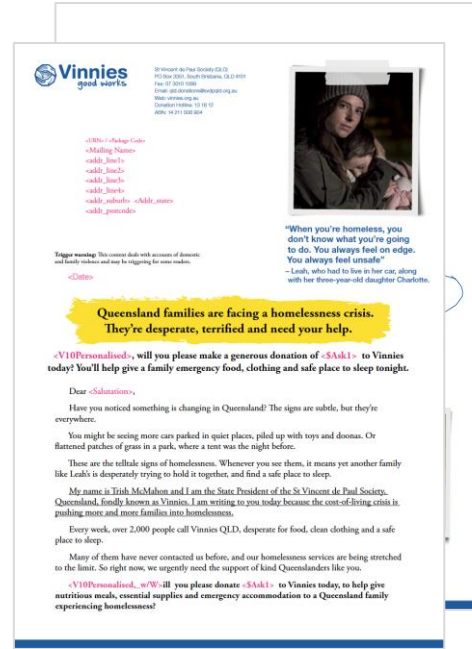 Vinnies
good works
St Vincent de Paul Society (QLD)
PO Box 3351, South Brisbane, QLD 4101
Fax: 07 3010 1099
Email: qld.donations@svdpqld.org.au
Web: vinnies.org.au
Donation Hotline: 13 18 12
ABN: 14 211 506 904
<URN> / <Package Code>
<Mailing Name>
<addr_line1>
<addr_line2>
<addr_line3>
<addr_line4>
<addr_suburb> <Addr_state>
<addr_postcode>
"When you're homeless, you
don't know what you're going
to do. You always feel on edge.
You always feel unsafe"
– Leah, who had to live in her car, along
with her three-year-old daughter Charlotte.
Trigger warning: This content deals with accounts of domestic
and family violence and may be triggering for some readers.
<Date>
Queensland families are facing a homelessness crisis.
They're desperate, terrified and need your help.
<V10Personalised>, will you please make a generous donation of <$Ask1> to Vinnies
today? You'll help give a family emergency food, clothing and safe place to sleep tonight.
Dear <Salutation>,
Have you noticed something is changing in Queensland? The signs are subtle, but they're
everywhere.
You might be seeing more cars parked in quiet places, piled up with toys and doonas. Or
flattened patches of grass in a park, where a tent was the night before.
These are the telltale signs of homelessness. Whenever you see them, it means yet another family
like Leah's is desperately trying to hold it together, and find a safe place to sleep.
My name is Trish McMahon and I am the State President of the St Vincent de Paul Society,
Queensland, fondly known as Vinnies. I am writing to you today because the cost-of-living crisis is
pushing more and more families into homelessness.
Every week, over 2,000 people call Vinnies QLD, desperate for food, clean clothing and a safe
place to sleep.
Many of them have never contacted us before, and our homelessness services are being stretched
to the limit. So right now, we urgently need the support of kind Queenslanders like you.
<V10Personalised,_w/W>ill you please donate <$Ask1> to Vinnies today, to help give
nutritious meals, essential supplies and emergency accommodation to a Queensland family
experiencing homelessness?